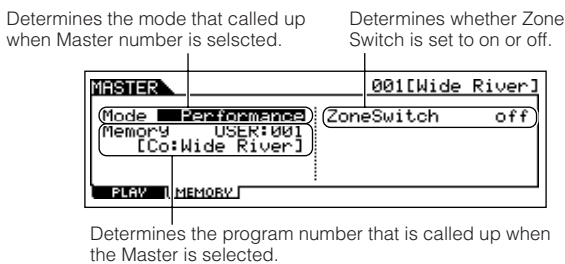 Determines the mode that called up
when Master number is selscted.
Determines whether Zone
Switch is set to on or off.
MASTER 001[Wide River]
Mode Performance ZoneSwitch off
Memory USER:001
[Co:Wide River]
PLAY MEMORY
Determines the program number that is called up when
the Master is selected.